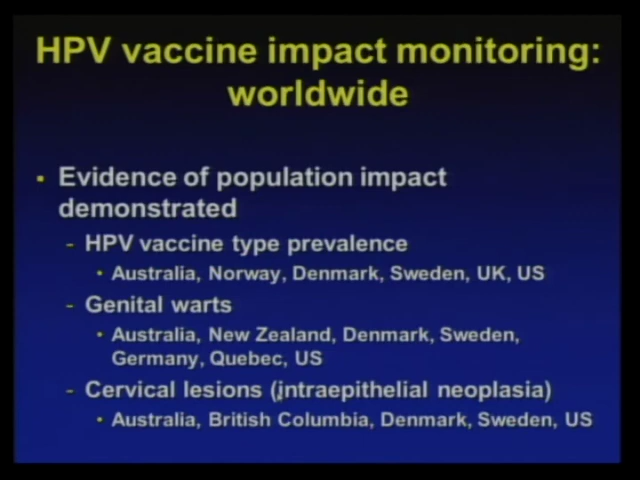 HPV vaccine impact monitoring:
worldwide
▪ Evidence of population impact
demonstrated
- HPV vaccine type prevalence
• Australia, Norway, Denmark, Sweden, UK, US
- Genital warts
• Australia, New Zealand, Denmark, Sweden,
Germany, Quebec, US
- Cervical lesions (intraepithelial neoplasia)
• Australia, British Columbia, Denmark, Sweden, US